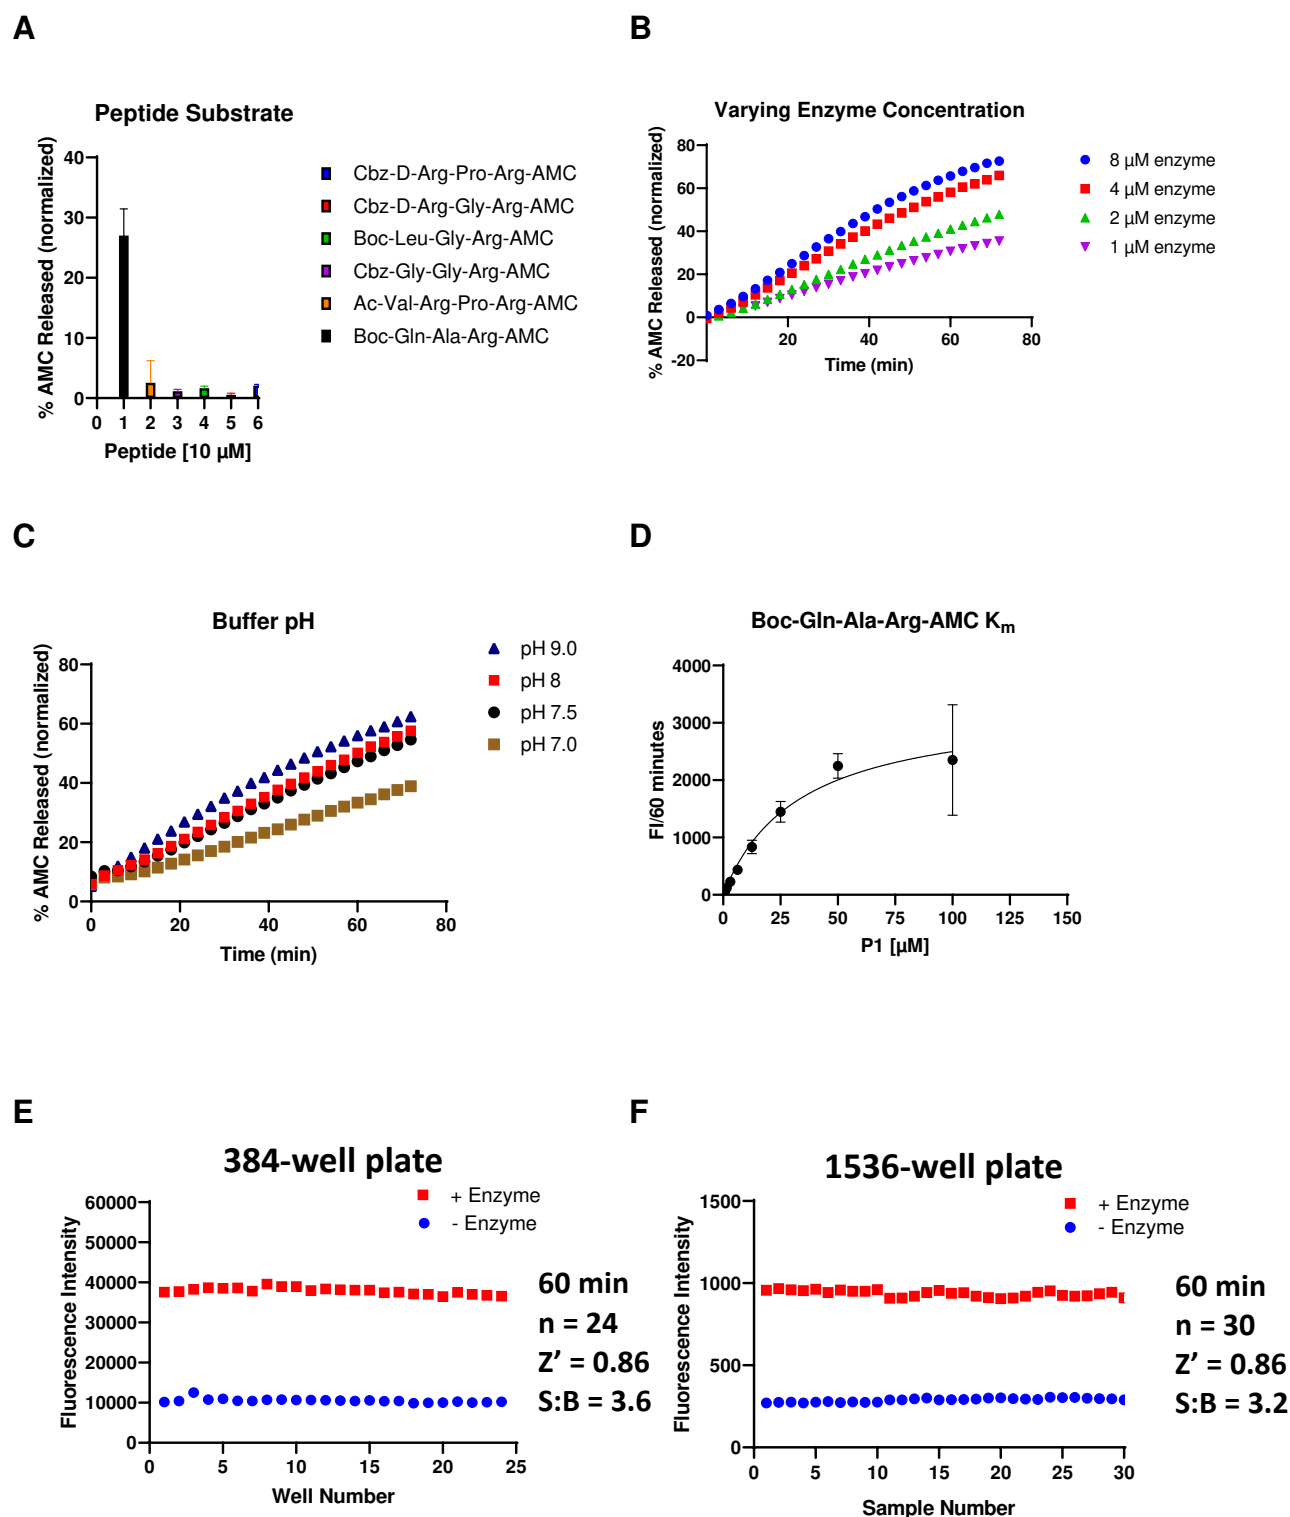 A
Peptide Substrate
% AMC Released (normalized)
40
30
20
10
0
0 1 2 3 4 5 6
Peptide [10 µM]
Cbz-D-Arg-Pro-Arg-AMC
Cbz-D-Arg-Gly-Arg-AMC
Boc-Leu-Gly-Arg-AMC
Cbz-Gly-Gly-Arg-AMC
Ac-Val-Arg-Pro-Arg-AMC
Boc-Gln-Ala-Arg-AMC
B
Varying Enzyme Concentration
% AMC Released (normalized)
80
60
40
20
0
-20
20 40 60 80
Time (min)
8 µM enzyme
4 µM enzyme
2 µM enzyme
1 µM enzyme
C
Buffer pH
% AMC Released (normalized)
80
60
40
20
0
0 20 40 60 80
Time (min)
pH 9.0
pH 8
pH 7.5
pH 7.0
D
Boc-Gln-Ala-Arg-AMC Km
FI/60 minutes
4000
3000
2000
1000
0
0 25 50 75 100 125 150
P1 [µM]
E
384-well plate
+ Enzyme
- Enzyme
Fluorescence Intensity
60000
50000
40000
30000
20000
10000
0
0 5 10 15 20 25
Well Number
60 min
n = 24
Z’ = 0.86
S:B = 3.6
F
1536-well plate
+ Enzyme
- Enzyme
Fluorescence Intensity
1500
1000
500
0
0 5 10 15 20 25 30
Sample Number
60 min
n = 30
Z’ = 0.86
S:B = 3.2